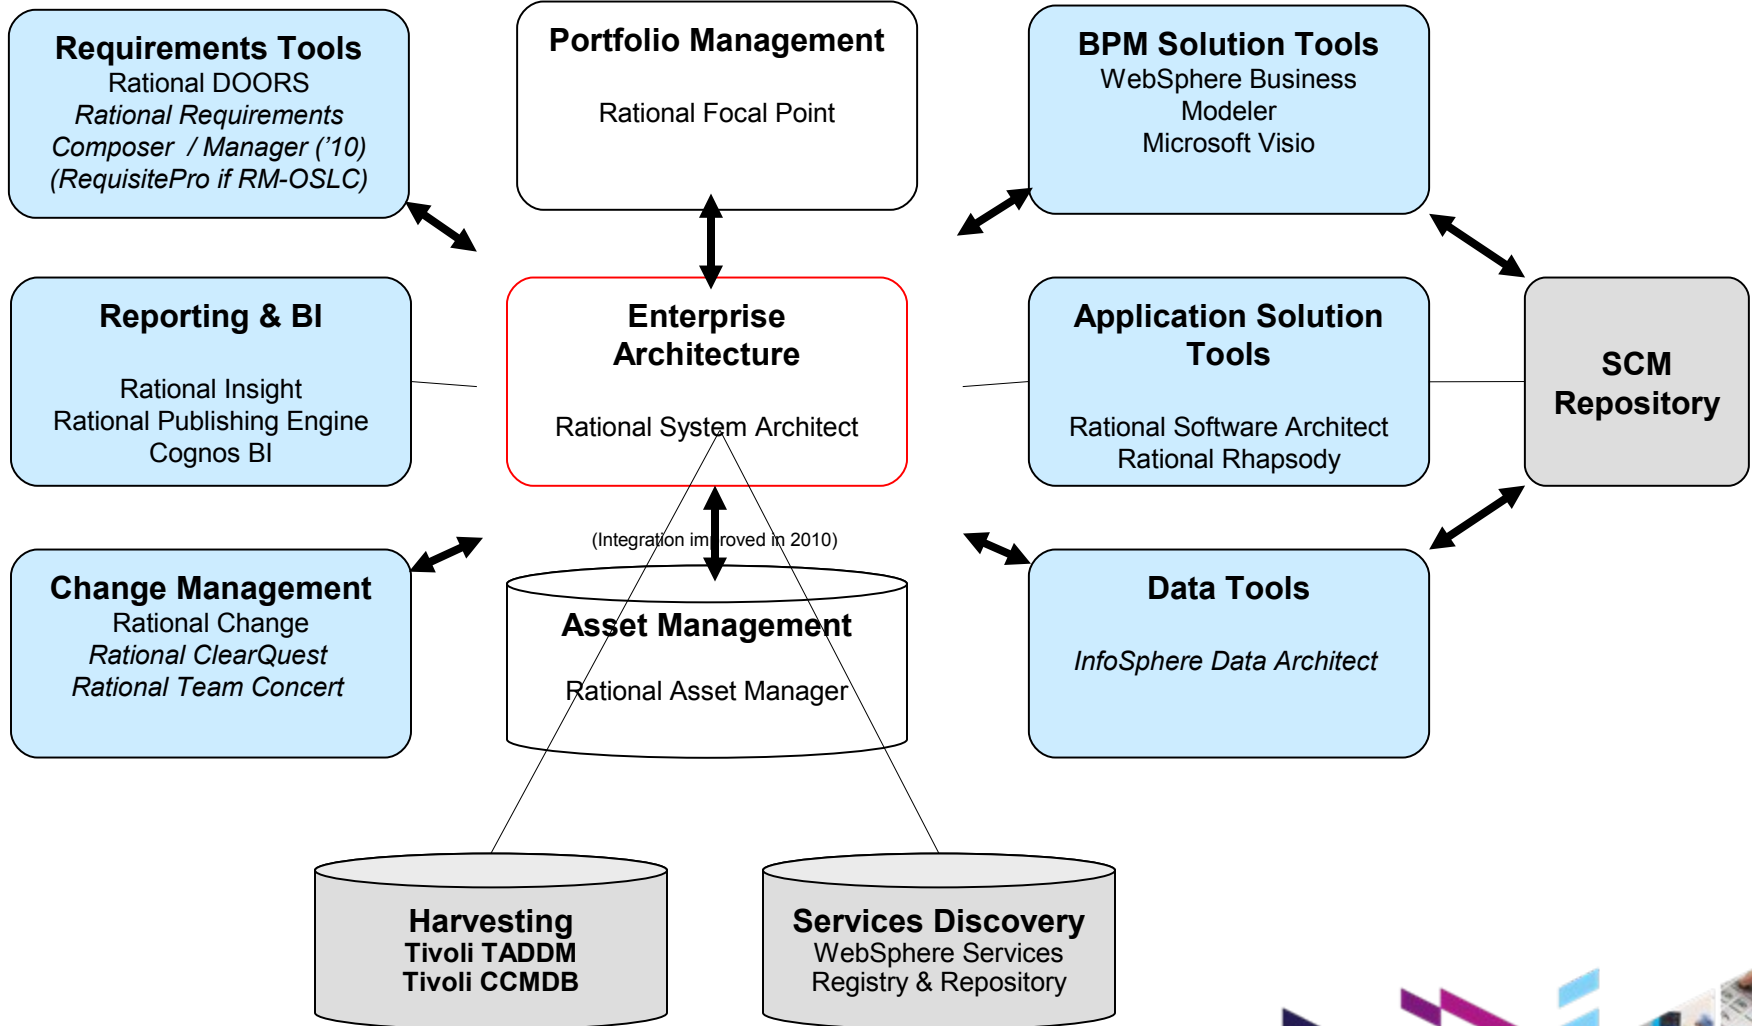 Requirements Tools
Rational DOORS
Rational Requirements
Composer / Manager (’10)
(RequisitePro if RM-OSLC)
Portfolio Management
Rational Focal Point
BPM Solution Tools
WebSphere Business
Modeler
Microsoft Visio
Reporting & BI
Rational Insight
Rational Publishing Engine
Cognos BI
Enterprise
Architecture
Rational System Architect
Application Solution
Tools
Rational Software Architect
Rational Rhapsody
SCM
Repository
(Integration improved in 2010)
Change Management
Rational Change
Rational ClearQuest
Rational Team Concert
Asset Management
Rational Asset Manager
Data Tools
InfoSphere Data Architect
Harvesting
Tivoli TADDM
Tivoli CCMDB
Services Discovery
WebSphere Services
Registry & Repository